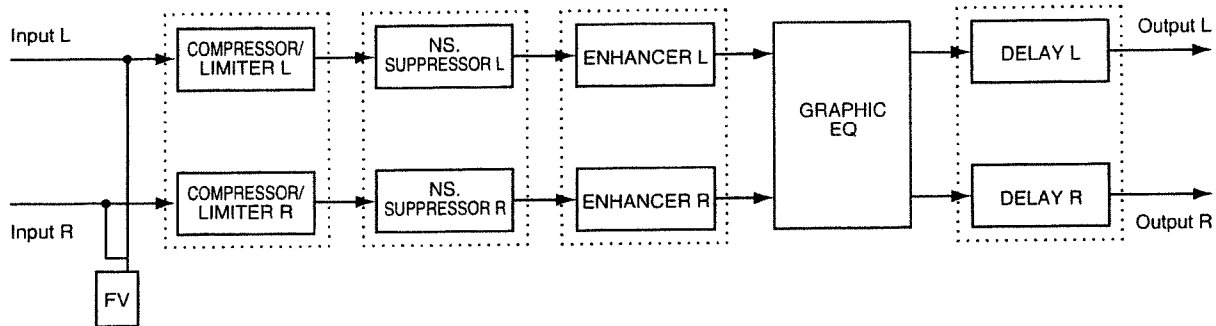 Input L
COMPRESSOR/
LIMITER L
NS.
SUPPRESSOR L
ENHANCER L
GRAPHIC
EQ
DELAY L
Output L
Input R
COMPRESSOR/
LIMITER R
NS.
SUPPRESSOR R
ENHANCER R
DELAY R
Output R
FV